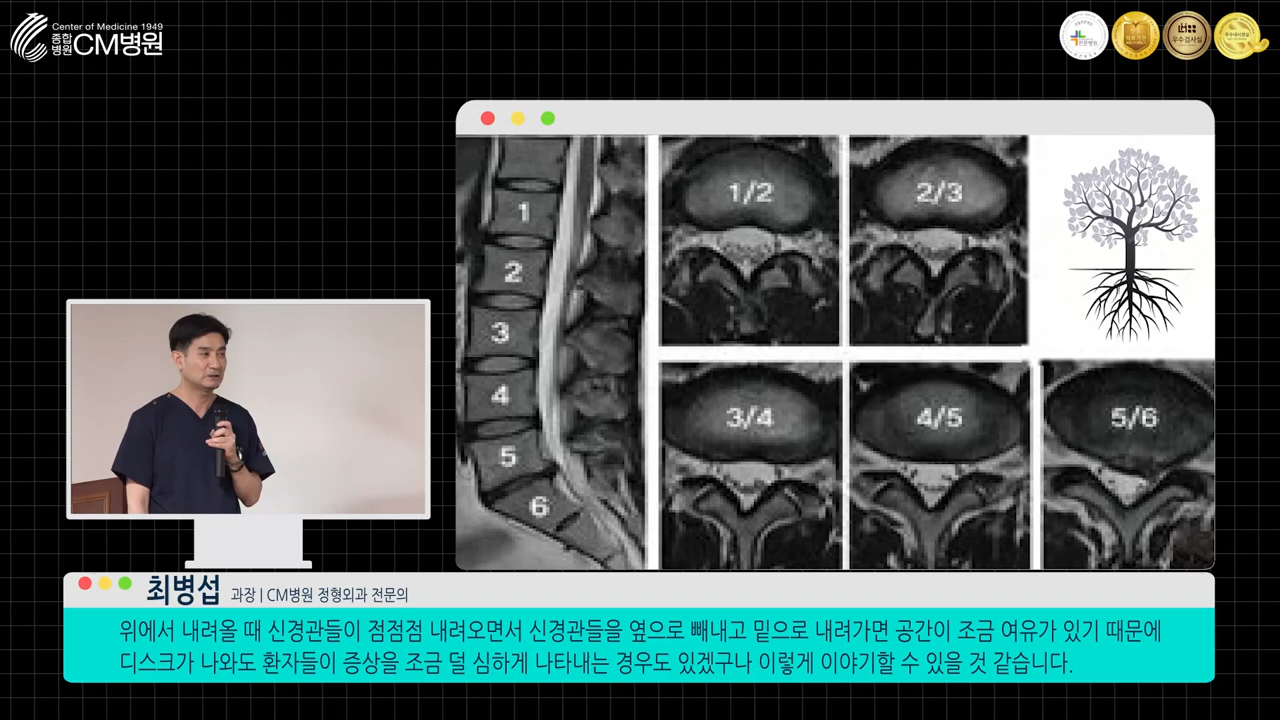 Center of Medicine 1949
종합
병원 CM병원
전문병원
우수검사실
1
2
3
4
5
6
1/2
2/3
3/4
4/5
5/6
최병섭 과장 | CM병원 정형외과 전문의
위에서 내려올 때 신경관들이 점점점 내려오면서 신경관들을 옆으로 빼내고 밑으로 내려가면 공간이 조금 여유가 있기 때문에
디스크가 나와도 환자들이 증상을 조금 덜 심하게 나타내는 경우도 있겠구나 이렇게 이야기할 수 있을 것 같습니다.